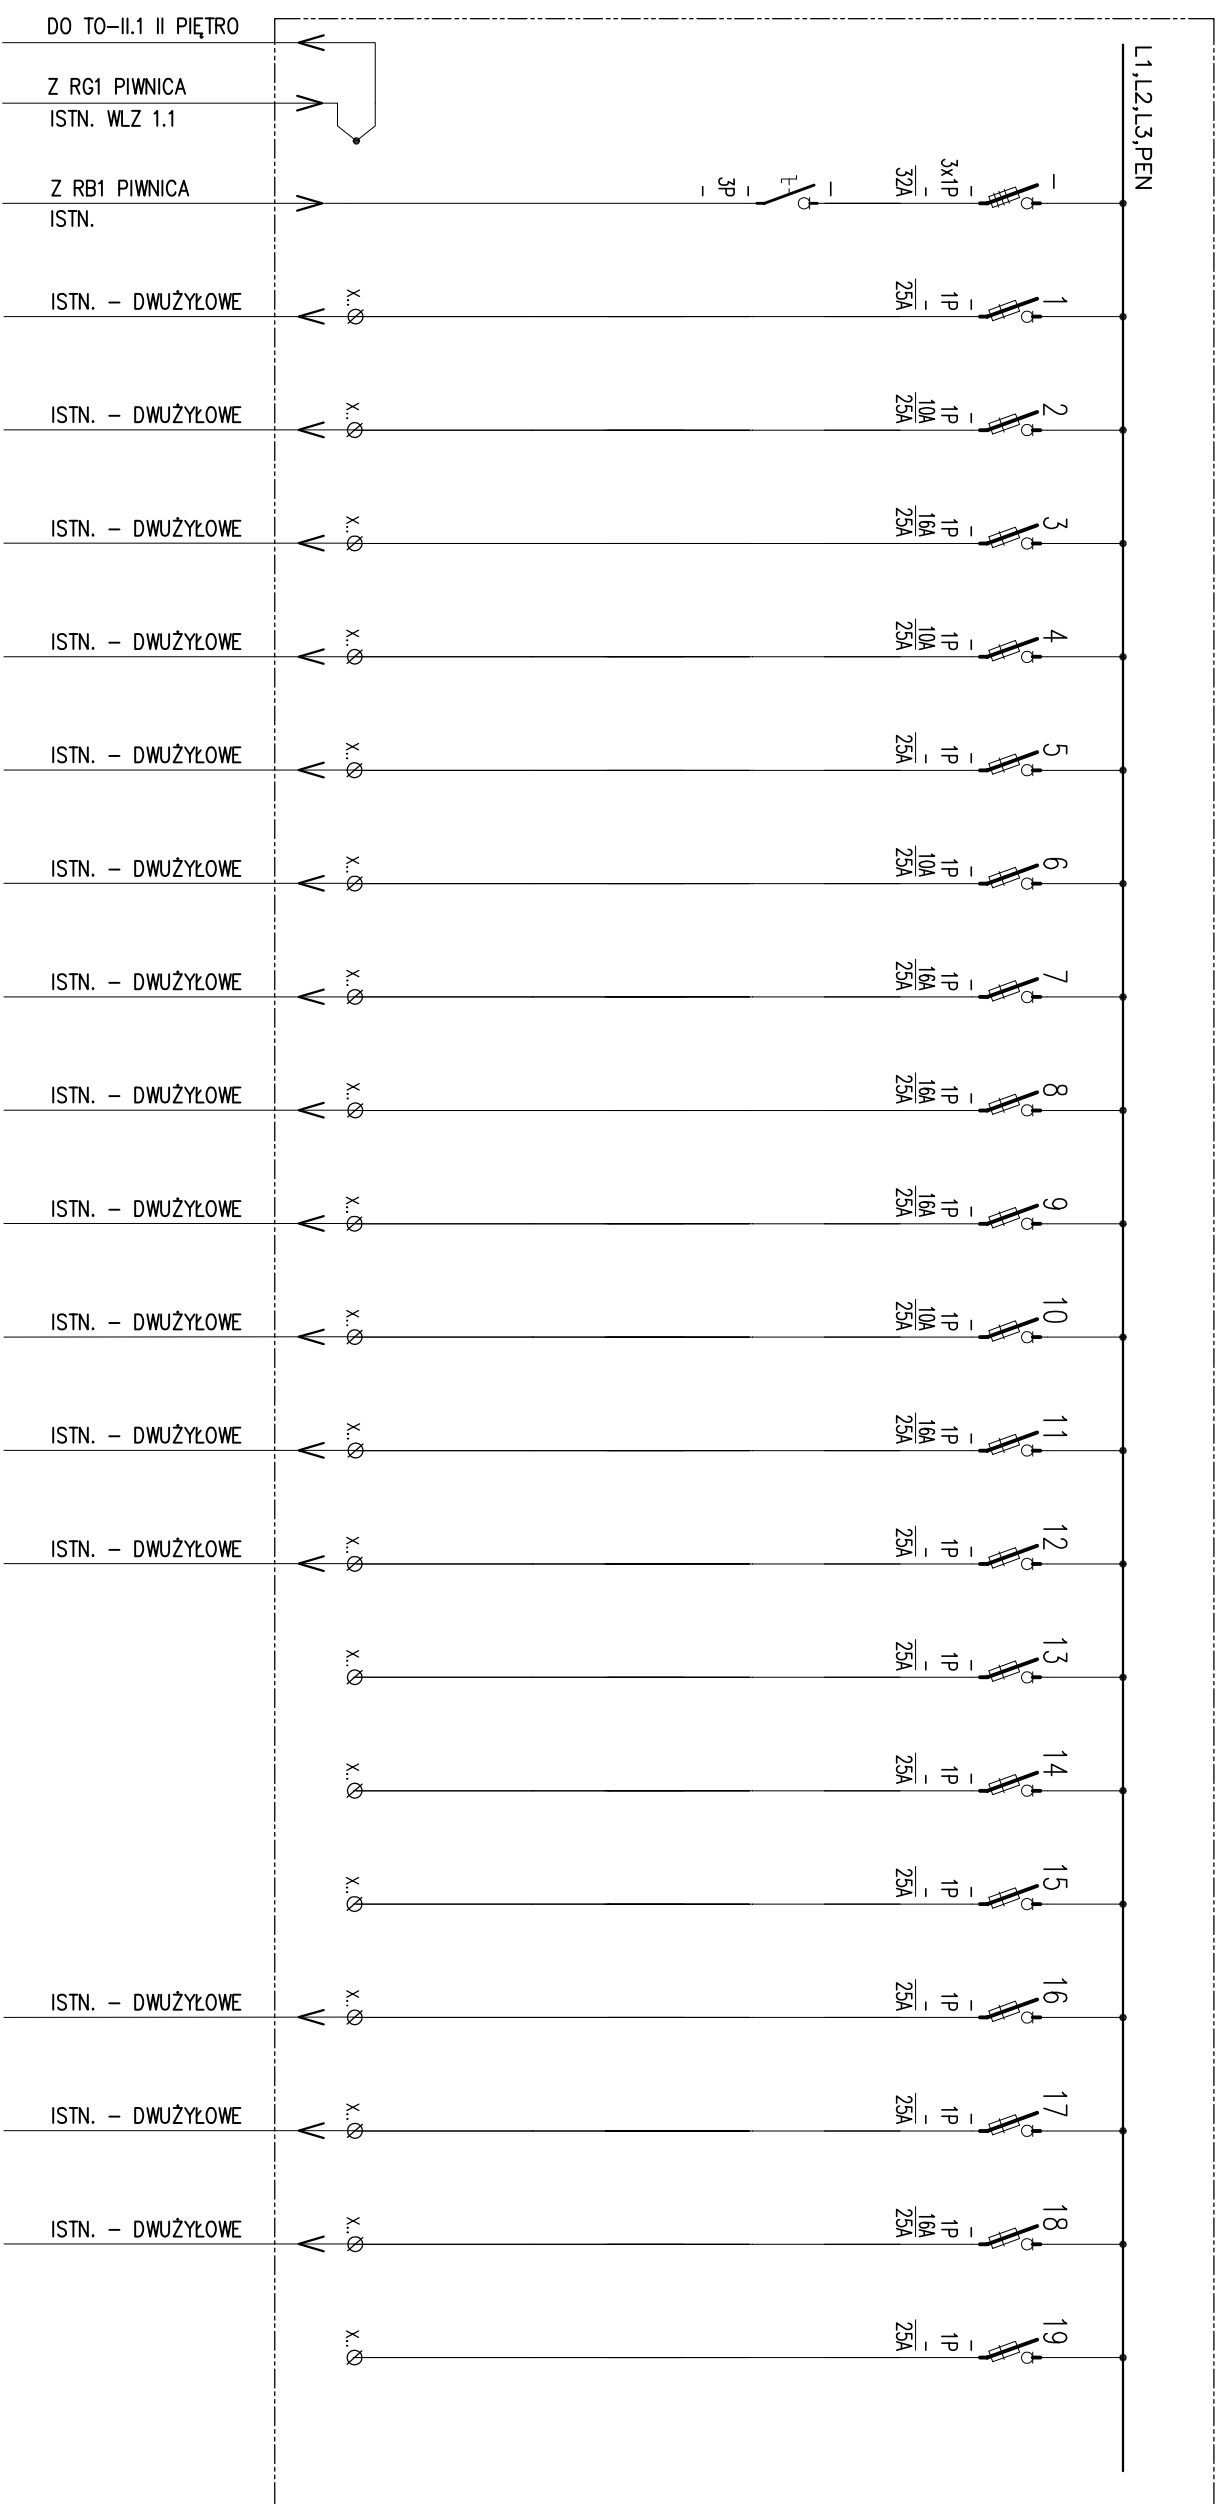 DO TO-II.1 II PIĘTRO
Z RG1 PIWNICA
ISTN. WLZ 1.1
L1,L2,L3,PEN
Z RB1 PIWNICA
ISTN.
-
3P
-
-
3x1P
-
32A
-
ISTN. - DWUŻYŁOWE
X...
1
-
1P
-
25A
ISTN. - DWUŻYŁOWE
X...
2
-
1P
10A
25A
ISTN. - DWUŻYŁOWE
X...
3
-
1P
16A
25A
ISTN. - DWUŻYŁOWE
X...
4
-
1P
10A
25A
ISTN. - DWUŻYŁOWE
X...
5
-
1P
-
25A
ISTN. - DWUŻYŁOWE
X...
6
-
1P
10A
25A
ISTN. - DWUŻYŁOWE
X...
7
-
1P
16A
25A
ISTN. - DWUŻYŁOWE
X...
8
-
1P
16A
25A
ISTN. - DWUŻYŁOWE
X...
9
-
1P
16A
25A
ISTN. - DWUŻYŁOWE
X...
10
-
1P
10A
25A
ISTN. - DWUŻYŁOWE
X...
11
-
1P
16A
25A
ISTN. - DWUŻYŁOWE
X...
12
-
1P
-
25A
X...
13
-
1P
-
25A
X...
14
-
1P
-
25A
X...
15
-
1P
-
25A
ISTN. - DWUŻYŁOWE
X...
16
-
1P
-
25A
ISTN. - DWUŻYŁOWE
X...
17
-
1P
-
25A
ISTN. - DWUŻYŁOWE
X...
18
-
1P
16A
25A
X...
19
-
1P
-
25A